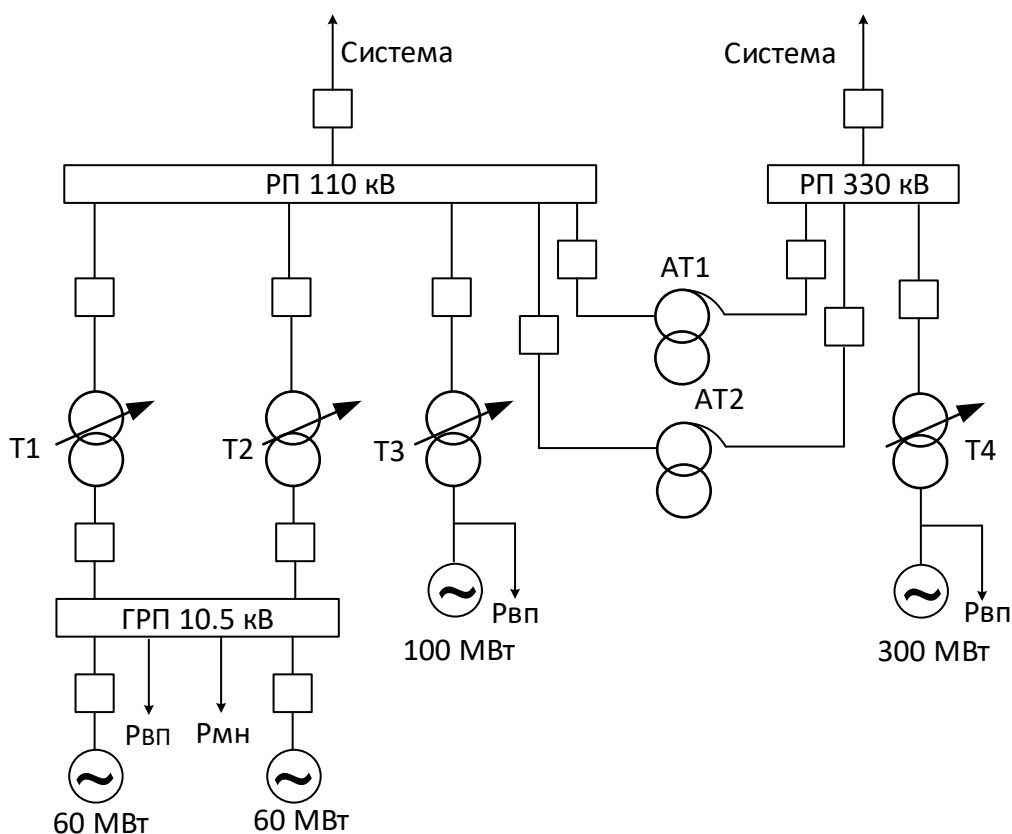 Система
Система
РП 110 кВ
РП 330 кВ
АТ1
АТ2
Т1
Т2
Т3
Т4
ГРП 10.5 кВ
Рвп
Рвп
100 МВт
300 МВт
Рвп
Рмн
60 МВт
60 МВт